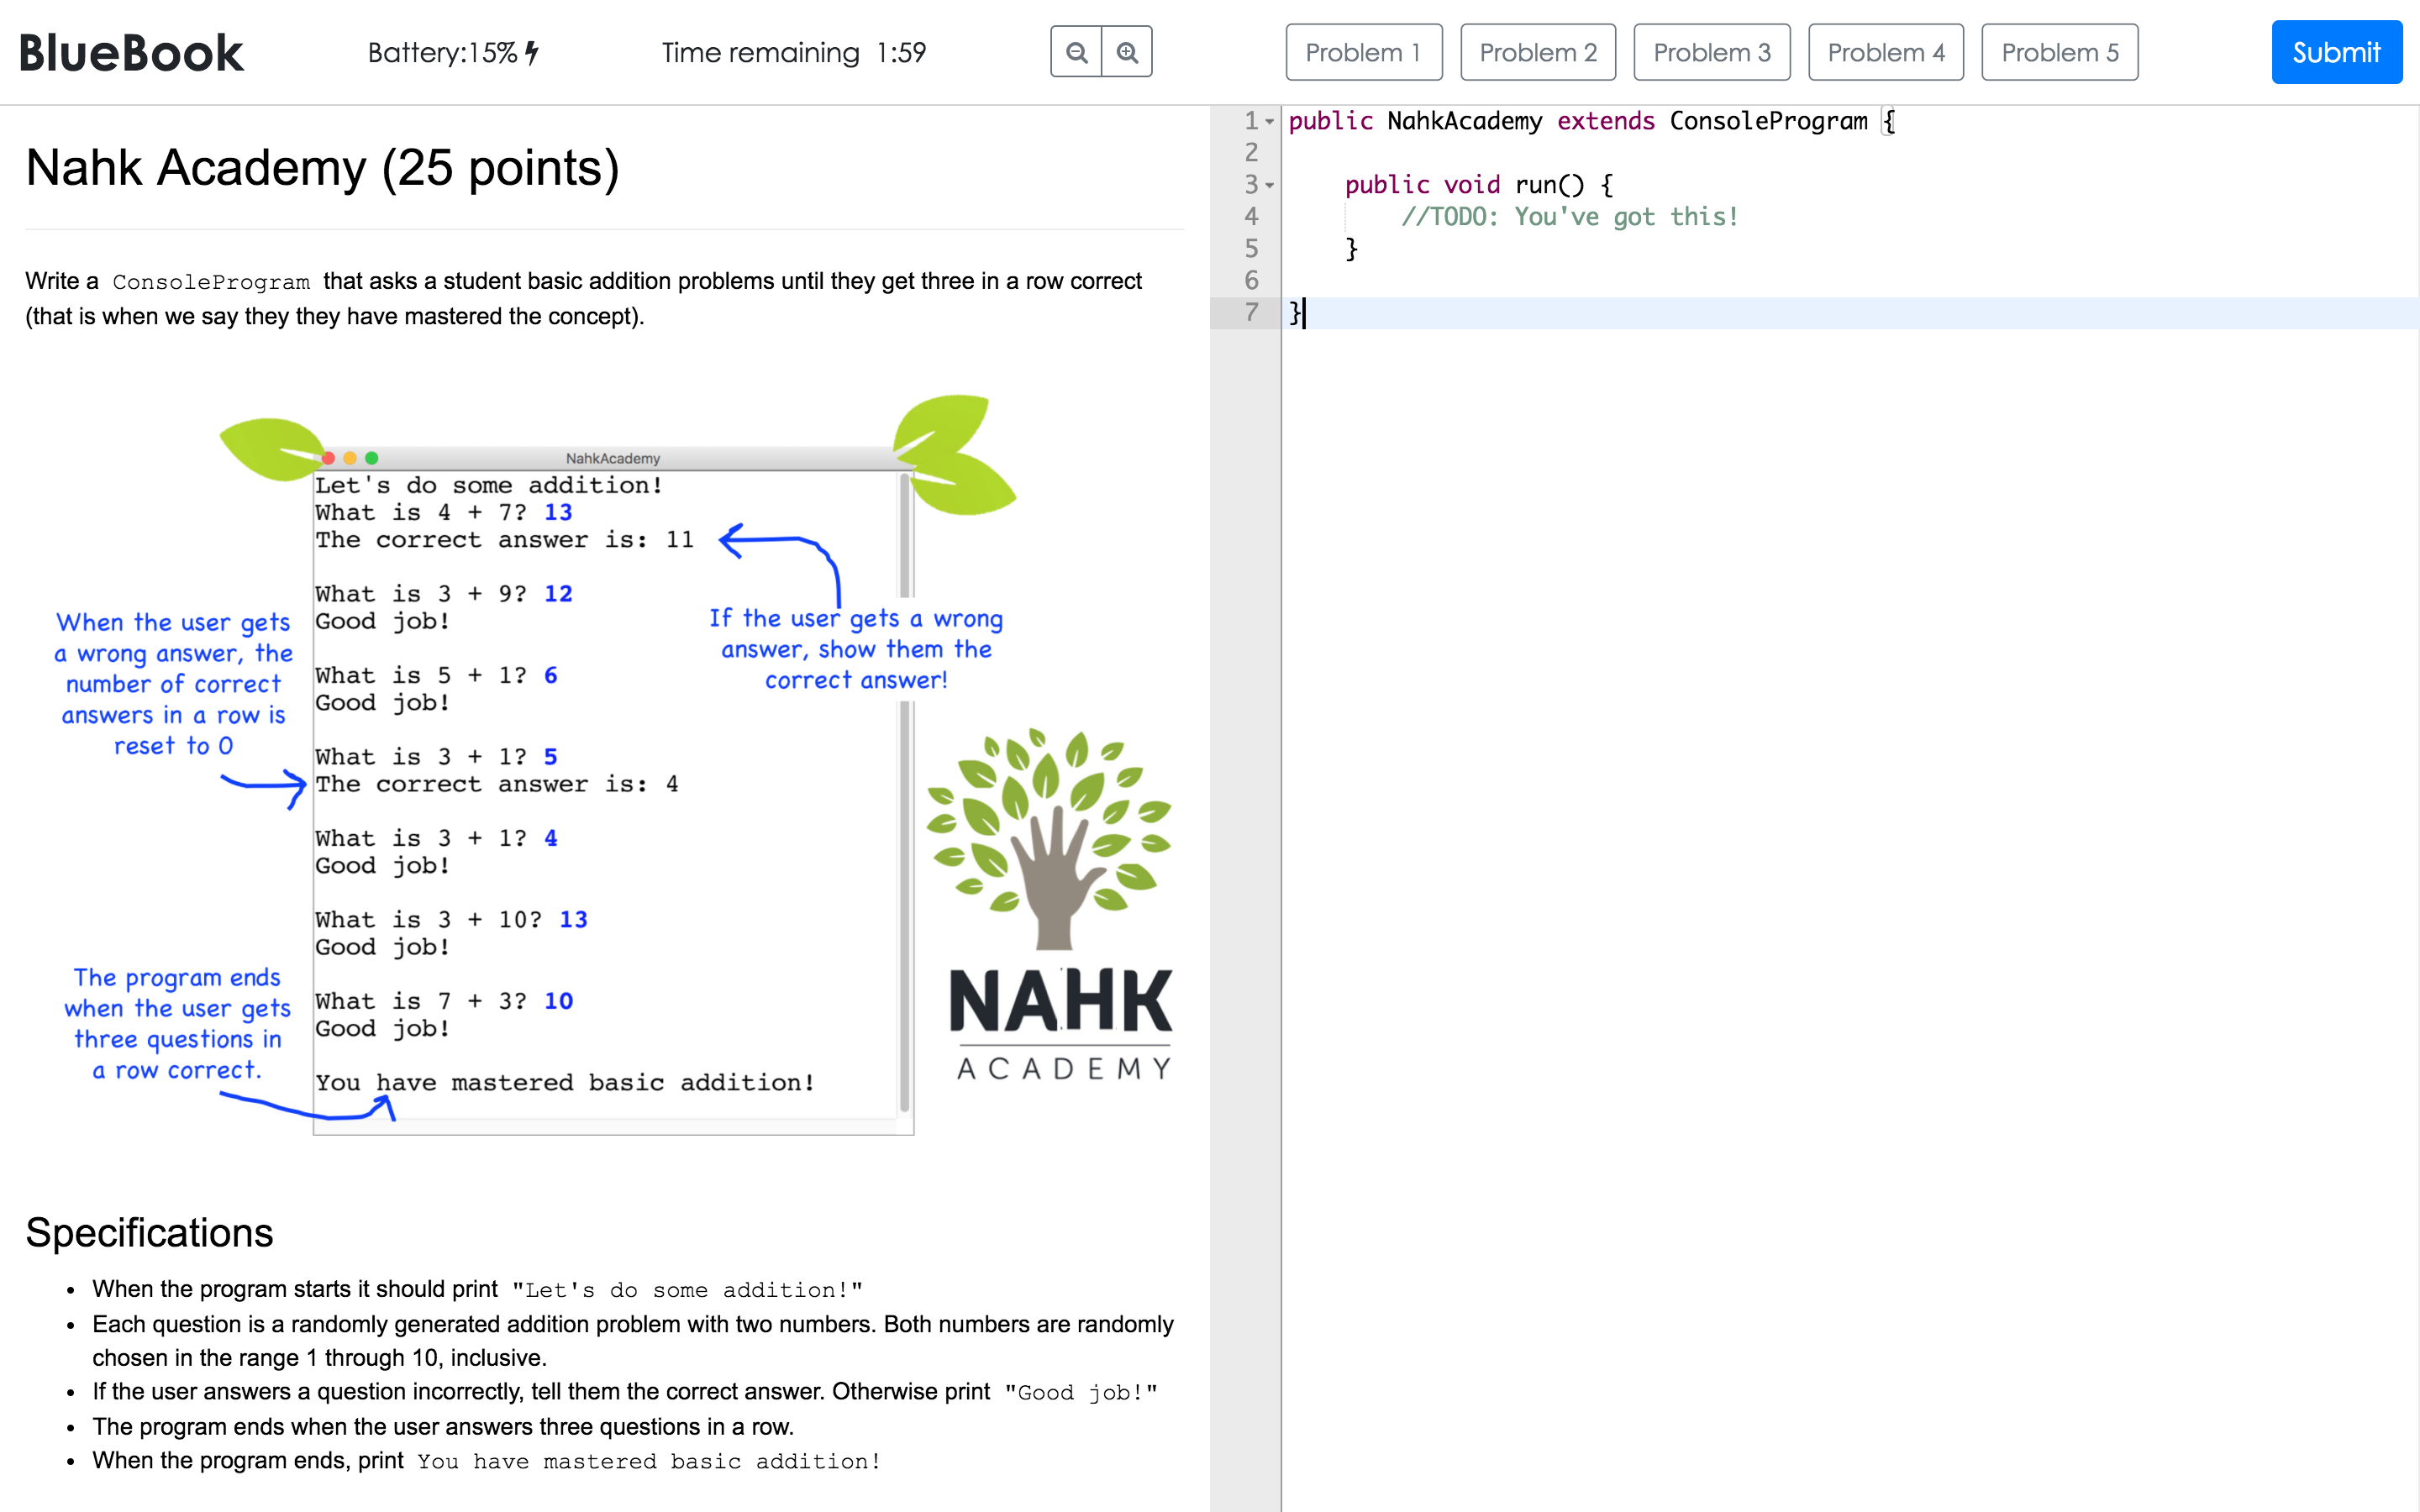 BlueBook Battery:15% Time remaining 1:59 Problem 1 Problem 2 Problem 3 Problem 4 Problem 5 Submit
Nahk Academy (25 points)
Write a ConsoleProgram that asks a student basic addition problems until they get three in a row correct
(that is when we say they they have mastered the concept).
NahkAcademy
Let's do some addition!
What is 4 + 7? 13
The correct answer is: 11
What is 3 + 9? 12
Good job!
What is 5 + 1? 6
Good job!
What is 3 + 1? 5
The correct answer is: 4
What is 3 + 1? 4
Good job!
What is 3 + 10? 13
Good job!
What is 7 + 3? 10
Good job!
You have mastered basic addition!
If the user gets a wrong
answer, show them the
correct answer!
When the user gets
a wrong answer, the
number of correct
answers in a row is
reset to 0
The program ends
when the user gets
three questions in
a row correct.
NAHK
ACADEMY
Specifications
• When the program starts it should print "Let's do some addition!"
• Each question is a randomly generated addition problem with two numbers. Both numbers are randomly
chosen in the range 1 through 10, inclusive.
• If the user answers a question incorrectly, tell them the correct answer. Otherwise print "Good job!"
• The program ends when the user answers three questions in a row.
• When the program ends, print You have mastered basic addition!
1 public NahkAcademy extends ConsoleProgram {
2
3 public void run() {
4 //TODO: You've got this!
5 }
6
7 }